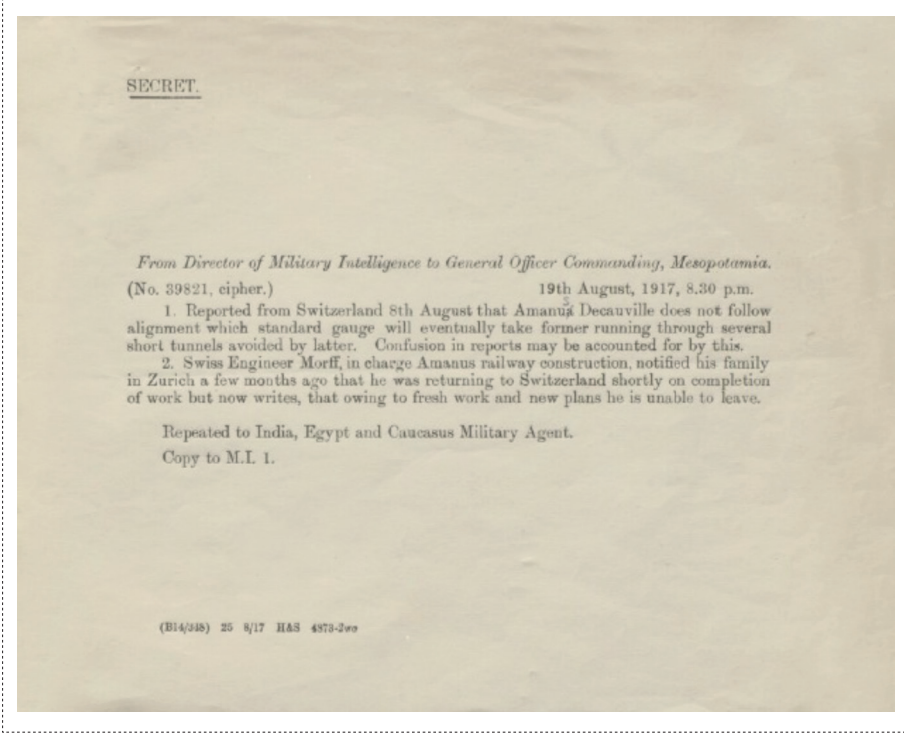 SECRET.
From Director of Military Intelligence to General Officer Commanding, Mesopotamia.
(No. 39821, cipher.) 19th August, 1917, 8.30 p.m.
1. Reported from Switzerland 8th August that Amanus Decauville does not follow
alignment which standard gauge will eventually take former running through several
short tunnels avoided by latter. Confusion in reports may be accounted for by this.
2. Swiss Engineer Morff, in charge Amanus railway construction, notified his family
in Zurich a few months ago that he was returning to Switzerland shortly on completion
of work but now writes, that owing to fresh work and new plans he is unable to leave.
Repeated to India, Egypt and Caucasus Military Agent.
Copy to M.I. 1.
25 8/17 H&S